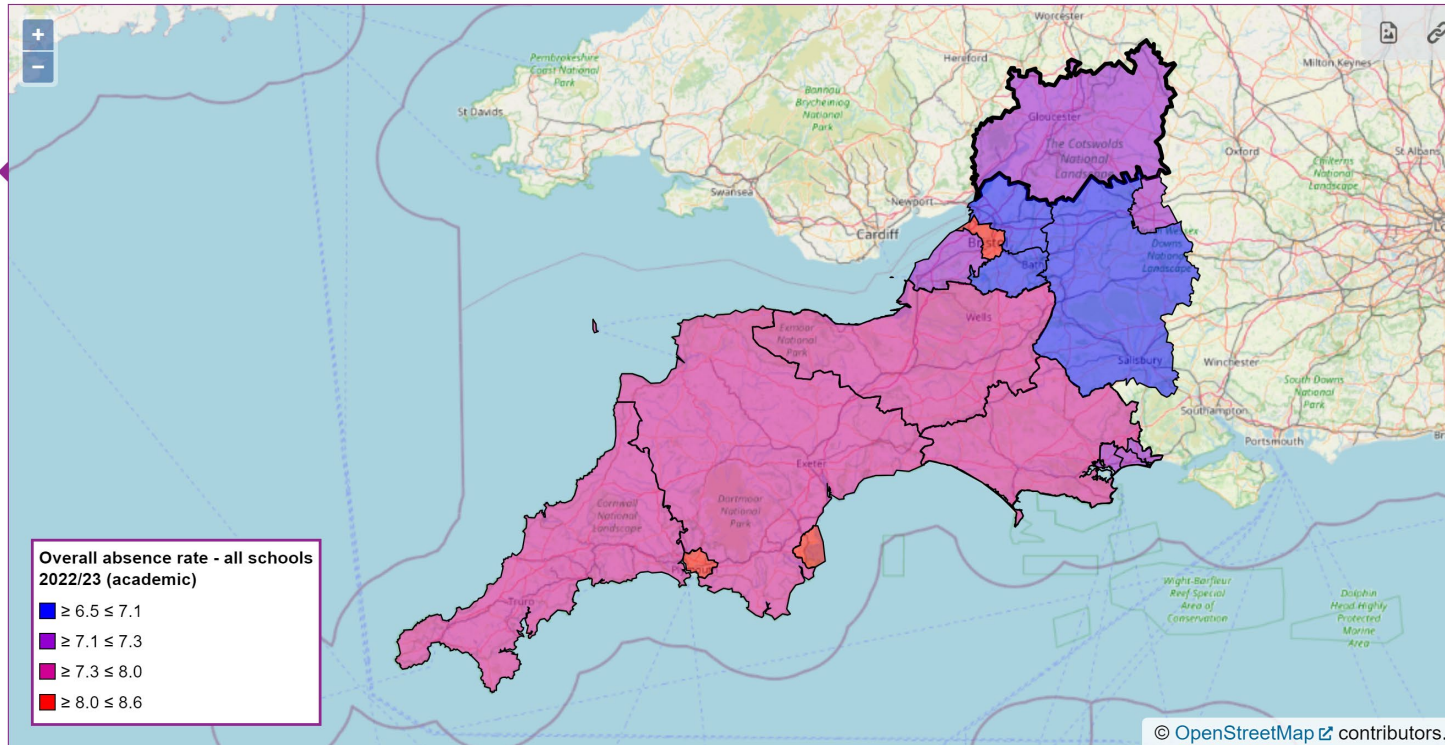 +
−
Worcester
Hereford
Milton Keynes
Pembrokeshire
Coast National
Park
Bannau
Brycheiniog
National
Park
St Davids
Gloucester
The Cotswolds
National
Landscape
Oxford
St Albans
Chilterns
National
Landscape
Swansea
Newport
Cardiff
Bristol
Bath
Wessex
Downs
National
Landscape
Wells
Exmoor
National
Park
Salisbury
Winchester
South Downs
National
Park
Southampton
Portsmouth
Exeter
Dartmoor
National
Park
Cornwall
National
Landscape
Truro
Wight-Barfleur
Reef Special
Area of
Conservation
Dolphin
Head Highly
Protected
Marine
Area
Overall absence rate - all schools
2022/23 (academic)
≥ 6.5 ≤ 7.1
≥ 7.1 ≤ 7.3
≥ 7.3 ≤ 8.0
≥ 8.0 ≤ 8.6
© OpenStreetMap contributors.